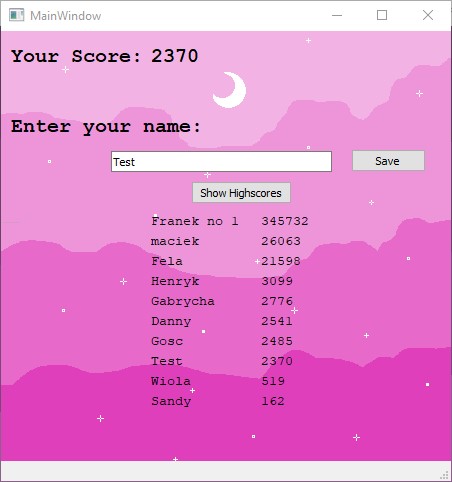 MainWindow
Your Score: 2370
Enter your name:
Test Save
Show Highscores
Franek no 1 345732
maciek 26063
Fela 21598
Henryk 3099
Gabrycha 2776
Danny 2541
Gosc 2485
Test 2370
Wiola 519
Sandy 162